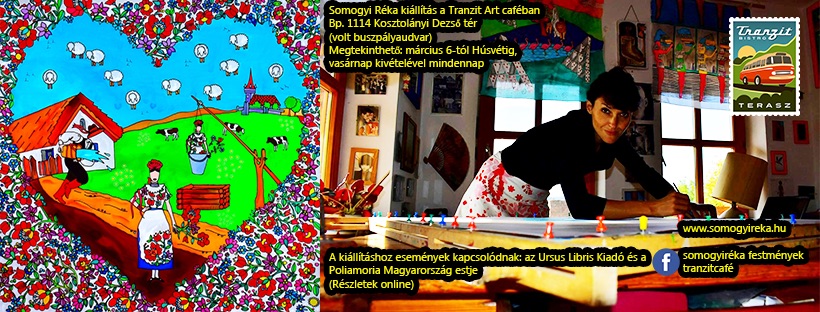 Somogyi Réka kiállítás a Tranzit Art caféban
Bp. 1114 Kosztolányi Dezső tér
(volt buszpályaudvar)
Megtekinthető: március 6-tól Húsvétig,
vasárnap kivételével mindennap
Tranzit
BISTRO
TERASZ
www.somogyireka.hu
A kiállításhoz események kapcsolódnak: az Ursus Libris Kiadó és a
Poliamoria Magyarország estje
(Részletek online)
somogyiréka festmények
tranzitcafé